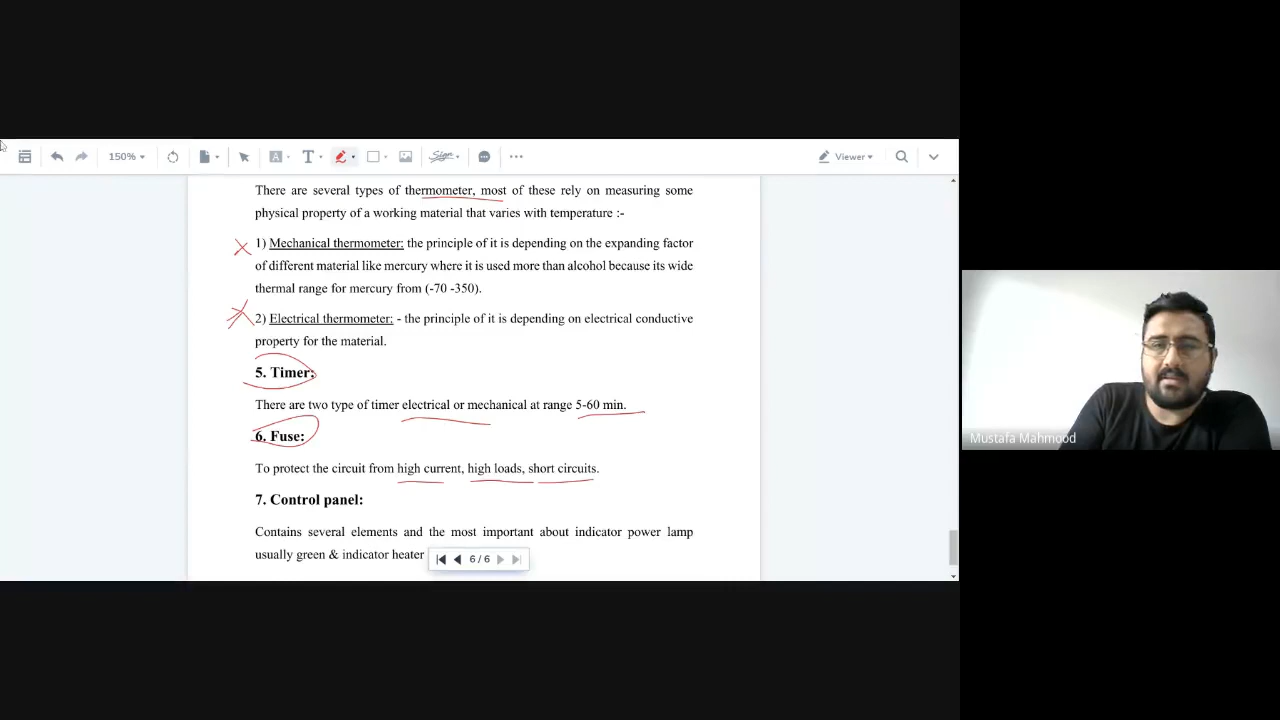 150%
A
T
Sign
Viewer
There are several types of thermometer, most of these rely on measuring some
physical property of a working material that varies with temperature :-
1) Mechanical thermometer: the principle of it is depending on the expanding factor
of different material like mercury where it is used more than alcohol because its wide
thermal range for mercury from (-70 -350).
2) Electrical thermometer: - the principle of it is depending on electrical conductive
property for the material.
5. Timer:
There are two type of timer electrical or mechanical at range 5-60 min.
6. Fuse:
To protect the circuit from high current, high loads, short circuits.
7. Control panel:
Contains several elements and the most important about indicator power lamp
usually green & indicator heater
6 / 6
Mustafa Mahmood